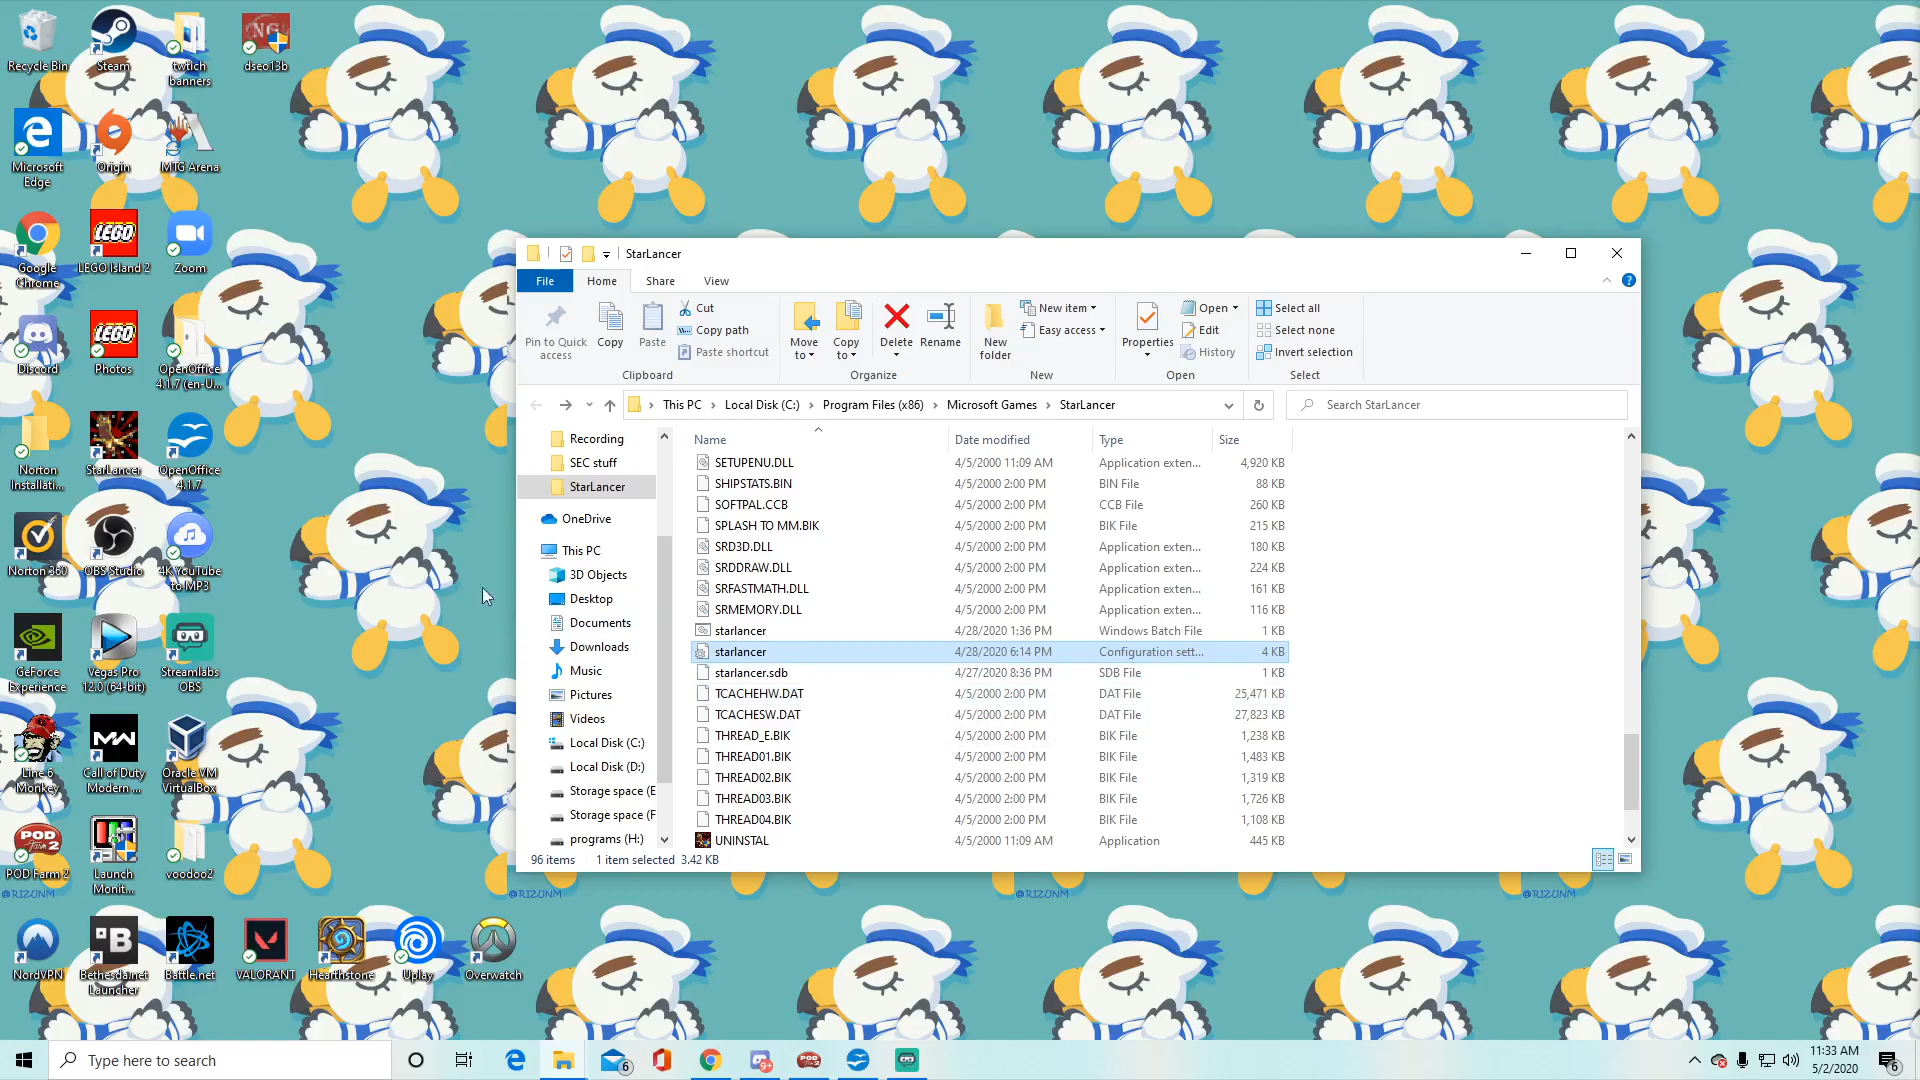 Recycle Bin
Steam
twtich
banners
NG
dseo13b
Microsoft
Edge
Origin
MTG Arena
Google
Chrome
LEGO
LEGO Island 2
Zoom
Discord
LEGO
Photos
OpenOffice
4.1.7 (en-U...
Norton
Installati...
StarLancer
OpenOffice
4.1.7
Norton 360
OBS Studio
4K YouTube
to MP3
GeForce
Experience
Vegas Pro
12.0 (64-bit)
Streamlabs
OBS
Line 6
Monkey
MW
Call of Duty
Modern ...
Oracle VM
VirtualBox
POD
FARM 2
POD Farm 2
Launch
Monit...
voodoo2
@RIZUNM
@RIZUNM
@RIZUNM
@RIZUNM
NordVPN
B
Bethesda.net
Launcher
Battle.net
VALORANT
Hearthstone
Uplay
Overwatch
StarLancer
File
Home
Share
View
Pin to Quick
access
Copy
Paste
Cut
Copy path
Paste shortcut
Clipboard
Move
to
Copy
to
Delete
Rename
Organize
New
folder
New item
Easy access
New
Properties
Open
Edit
History
Open
Select all
Select none
Invert selection
Select
This PC
Local Disk (C:)
Program Files (x86)
Microsoft Games
StarLancer
Search StarLancer
Recording
SEC stuff
StarLancer
OneDrive
This PC
3D Objects
Desktop
Documents
Downloads
Music
Pictures
Videos
Local Disk (C:)
Local Disk (D:)
Storage space (E
Storage space (F
programs (H:)
Name Date modified Type Size
SETUPENU.DLL 4/5/2000 11:09 AM Application exten... 4,920 KB
SHIPSTATS.BIN 4/5/2000 2:00 PM BIN File 88 KB
SOFTPAL.CCB 4/5/2000 2:00 PM CCB File 260 KB
SPLASH TO MM.BIK 4/5/2000 2:00 PM BIK File 215 KB
SRD3D.DLL 4/5/2000 2:00 PM Application exten... 180 KB
SRDDRAW.DLL 4/5/2000 2:00 PM Application exten... 224 KB
SRFASTMATH.DLL 4/5/2000 2:00 PM Application exten... 161 KB
SRMEMORY.DLL 4/5/2000 2:00 PM Application exten... 116 KB
starlancer 4/28/2020 1:36 PM Windows Batch File 1 KB
starlancer 4/28/2020 6:14 PM Configuration sett... 4 KB
starlancer.sdb 4/27/2020 8:36 PM SDB File 1 KB
TCACHEHW.DAT 4/5/2000 2:00 PM DAT File 25,471 KB
TCACHESW.DAT 4/5/2000 2:00 PM DAT File 27,823 KB
THREAD_E.BIK 4/5/2000 2:00 PM BIK File 1,238 KB
THREAD01.BIK 4/5/2000 2:00 PM BIK File 1,483 KB
THREAD02.BIK 4/5/2000 2:00 PM BIK File 1,319 KB
THREAD03.BIK 4/5/2000 2:00 PM BIK File 1,726 KB
THREAD04.BIK 4/5/2000 2:00 PM BIK File 1,108 KB
UNINSTAL 4/5/2000 11:09 AM Application 445 KB
96 items 1 item selected 3.42 KB
Type here to search
6
9+
11:33 AM
5/2/2020
6